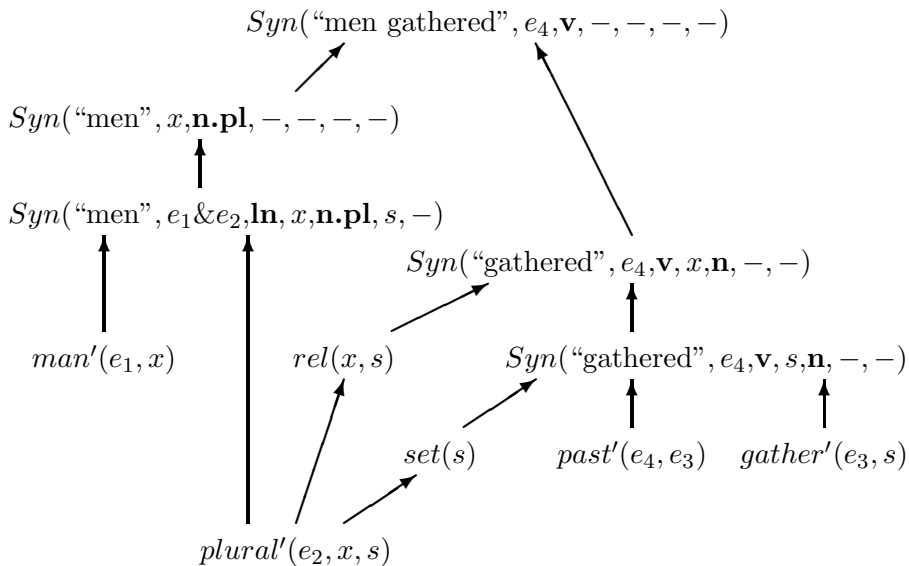 Syn(“men gathered”, e₄,v, −, −, −, −)
Syn(“men”, x,n.pl, −, −, −, −)
Syn(“men”, e₁&e₂,ln, x,n.pl, s, −)
Syn(“gathered”, e₄,v, x,n, −, −)
man′(e₁, x) rel(x, s) Syn(“gathered”, e₄,v, s,n, −, −)
set(s) past′(e₄, e₃) gather′(e₃, s)
plural′(e₂, x, s)